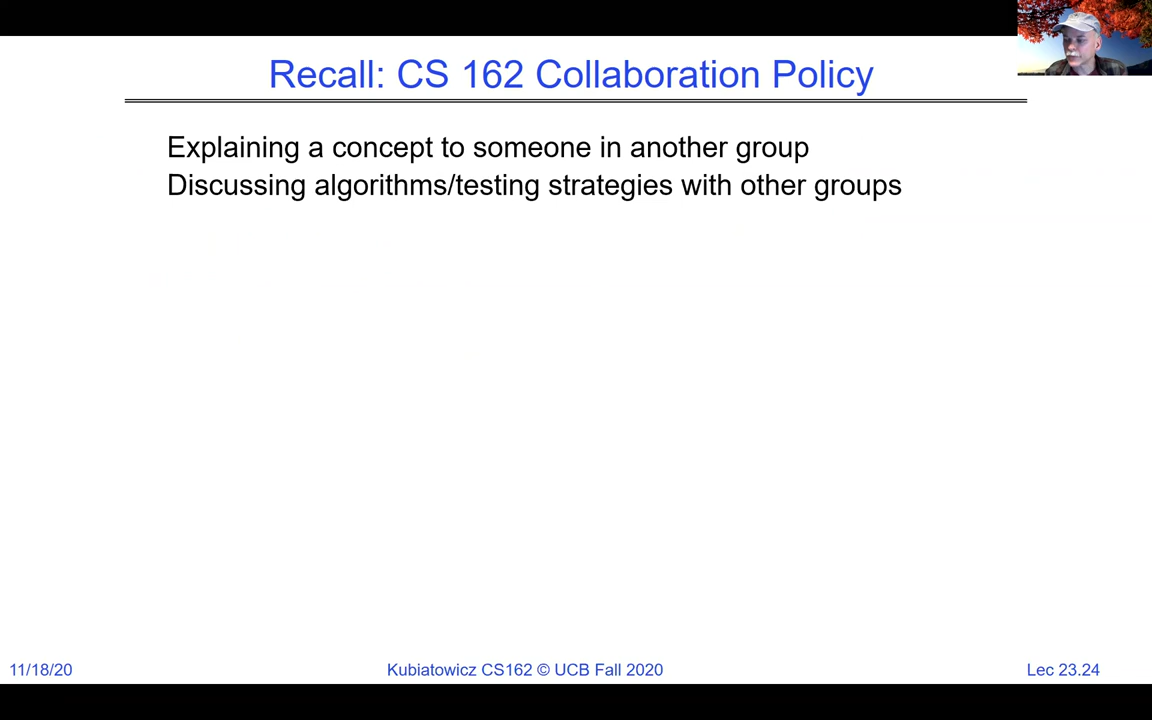 Recall: CS 162 Collaboration Policy
Explaining a concept to someone in another group
Discussing algorithms/testing strategies with other groups
11/18/20
Kubiatowicz CS162 © UCB Fall 2020
Lec 23.24